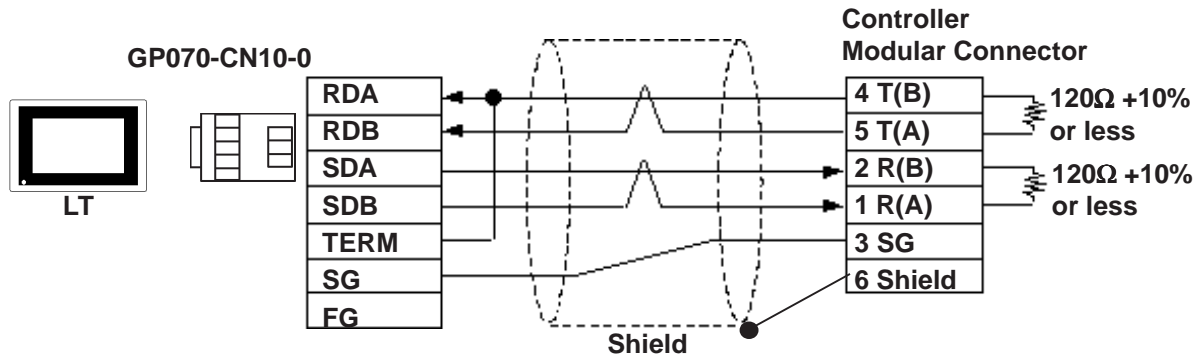 Controller
Modular Connector
GP070-CN10-0
RDA
RDB
SDA
SDB
TERM
SG
FG
LT
4 T(B)
5 T(A)
2 R(B)
1 R(A)
3 SG
6 Shield
120Ω +10%
or less
120Ω +10%
or less
Shield